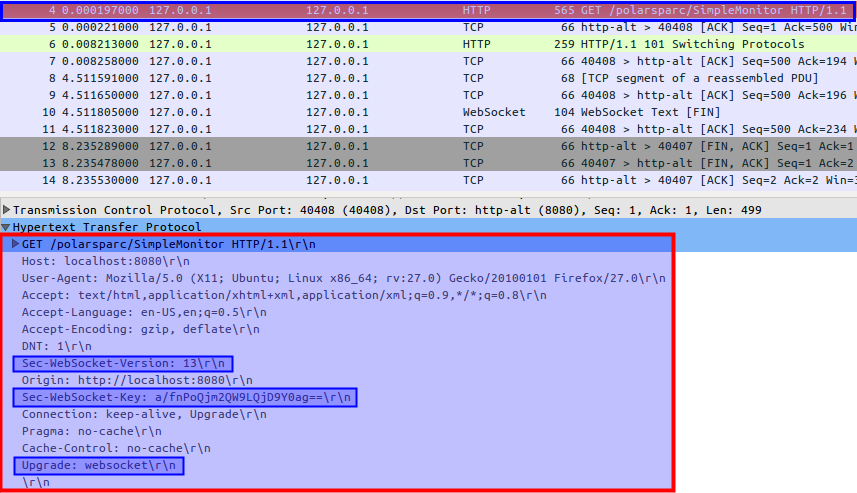 4 0.000197000 127.0.0.1 127.0.0.1 HTTP 565 GET /polarsparc/SimpleMonitor HTTP/1.1
5 0.000221000 127.0.0.1 127.0.0.1 TCP 66 http-alt > 40408 [ACK] Seq=1 Ack=500 Win
6 0.008213000 127.0.0.1 127.0.0.1 HTTP 259 HTTP/1.1 101 Switching Protocols
7 0.008258000 127.0.0.1 127.0.0.1 TCP 66 40408 > http-alt [ACK] Seq=500 Ack=194 W
8 4.511591000 127.0.0.1 127.0.0.1 TCP 68 [TCP segment of a reassembled PDU]
9 4.511650000 127.0.0.1 127.0.0.1 TCP 66 40408 > http-alt [ACK] Seq=500 Ack=196 W
10 4.511805000 127.0.0.1 127.0.0.1 WebSocket 104 WebSocket Text [FIN]
11 4.511823000 127.0.0.1 127.0.0.1 TCP 66 40408 > http-alt [ACK] Seq=500 Ack=234 W
12 8.235289000 127.0.0.1 127.0.0.1 TCP 66 http-alt > 40407 [FIN, ACK] Seq=1 Ack=1
13 8.235478000 127.0.0.1 127.0.0.1 TCP 66 40407 > http-alt [FIN, ACK] Seq=1 Ack=2
14 8.235530000 127.0.0.1 127.0.0.1 TCP 66 http-alt > 40407 [ACK] Seq=2 Ack=2 Win=3
Transmission Control Protocol, Src Port: 40408 (40408), Dst Port: http-alt (8080), Seq: 1, Ack: 1, Len: 499
Hypertext Transfer Protocol
GET /polarsparc/SimpleMonitor HTTP/1.1\r\n
Host: localhost:8080\r\n
User-Agent: Mozilla/5.0 (X11; Ubuntu; Linux x86_64; rv:27.0) Gecko/20100101 Firefox/27.0\r\n
Accept: text/html,application/xhtml+xml,application/xml;q=0.9,*/*;q=0.8\r\n
Accept-Language: en-US,en;q=0.5\r\n
Accept-Encoding: gzip, deflate\r\n
DNT: 1\r\n
Sec-WebSocket-Version: 13\r\n
Origin: http://localhost:8080\r\n
Sec-WebSocket-Key: a/fnPoQjm2QW9LQjD9Y0ag==\r\n
Connection: keep-alive, Upgrade\r\n
Pragma: no-cache\r\n
Cache-Control: no-cache\r\n
Upgrade: websocket\r\n
\r\n